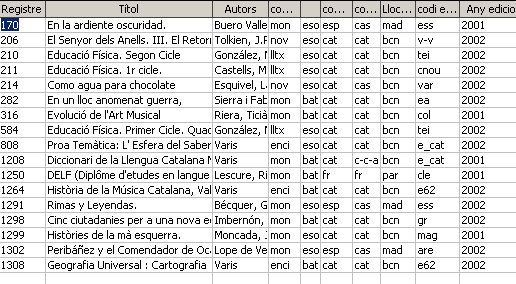 Registre Títol Autors co... co... co... Lloc... codi e... Any edicio
170 En la ardiente oscuridad. Buero Valle mon eso esp cas mad ess 2001
206 El Senyor dels Anells. III. El Retor Tolkien, J.R nov eso cat cat bcn v-v 2002
210 Educació Física. Segon Cicle González, M lltx eso cat cat bcn tei 2002
211 Educació Física. 1r cicle. Castells, M lltx eso cat cat bcn cnou 2002
214 Como agua para chocolate Esquivel, L nov eso cas cas bcn var 2002
282 En un lloc anomenat guerra, Sierra i Fab mon bat cat cat bcn ea 2002
316 Evolució de l'Art Musical Riera, Ticià mon bat cat cat bcn col 2001
584 Educació Física. Primer Cicle. Quad González, M lltx eso cat cat bcn tei 2002
808 Proa Temàtica: L' Esfera del Saber Varis enci bat cat cat bcn e_cat 2002
1208 Diccionari de la Llengua Catalana M Varis mon eso cat c-c-a bcn e_cat 2001
1250 DELF (Diplôme d'etudes en langue Lescure, Ri mon bat fr fr par cle 2001
1264 Història de la Música Catalana, Val Varis enci bat cat cat bcn e62 2002
1291 Rimas y Leyendas. Bécquer, G mon eso esp cas mad ess 2002
1298 Cinc ciutadanies per a una nova ed Imbernón, mon bat cat cat bcn gr 2002
1299 Històries de la mà esquerra. Moncada, J mon eso cat cat bcn mag 2001
1302 Peribáñez y el Comendador de Oc Lope de Ve mon eso esp cas mad are 2002
1308 Geografia Universal : Cartografia Varis enci bat cat cat bcn e62 2002